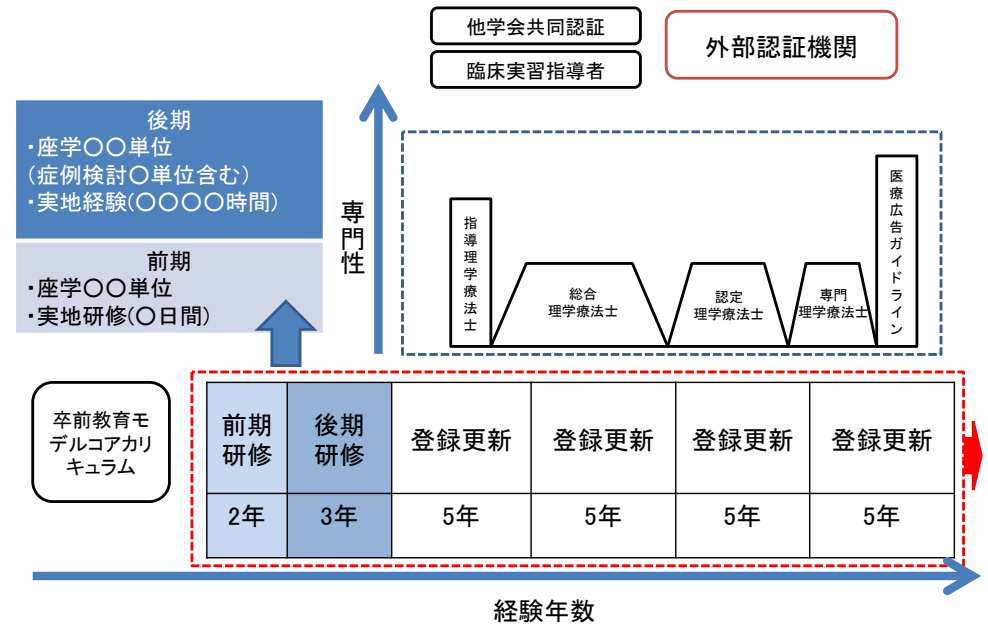 他学会共同認証
臨床実習指導者
外部認証機関
後期
・座学〇〇単位
(症例検討〇単位含む)
・実地経験(〇〇〇〇時間)
前期
・座学〇〇単位
・実地研修(〇日間)
専門性
指導理学療法士
総合
理学療法士
認定
理学療法士
専門
理学療法士
医療広告ガイドライン
卒前教育モ
デルコアカリ
キュラム
前期
研修
後期
研修
登録更新
登録更新
登録更新
登録更新
2年
3年
5年
5年
5年
5年
経験年数